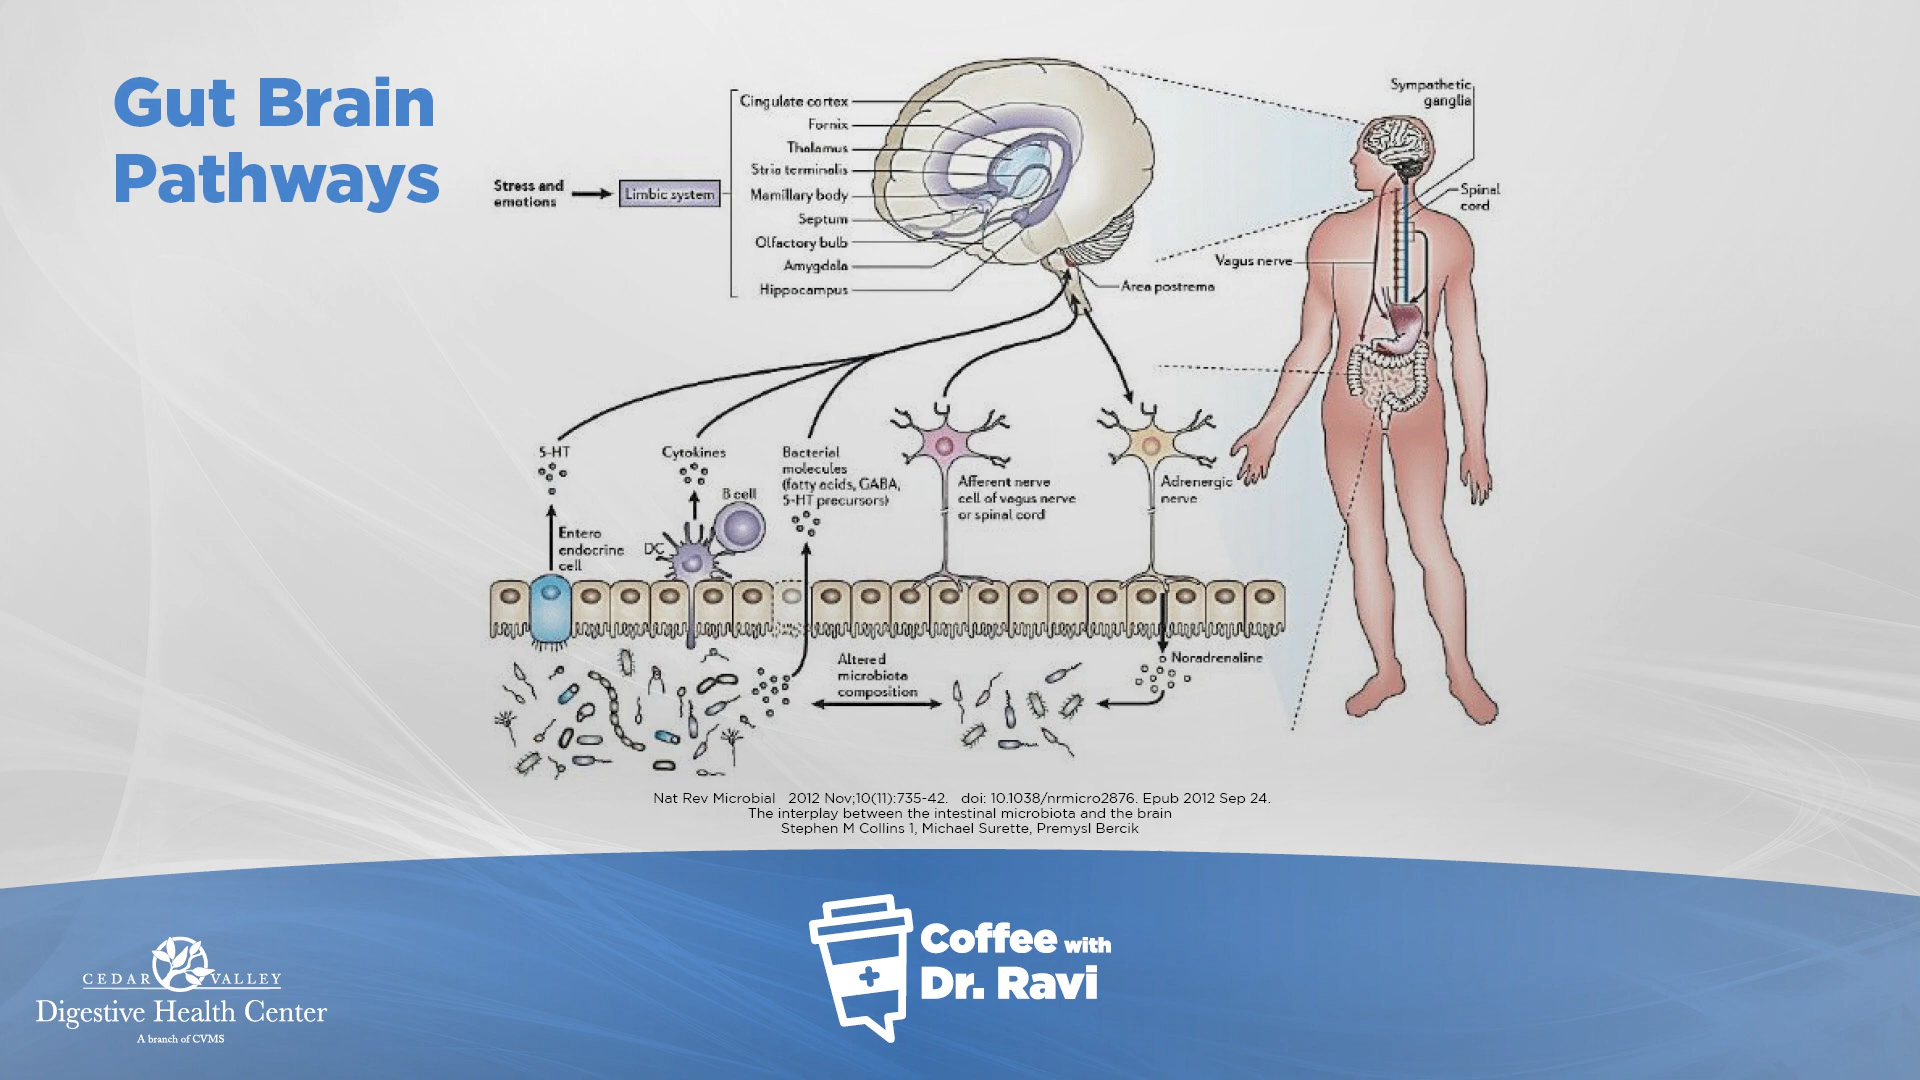 Gut Brain
Pathways
Stress and
emotions
Limbic system
Cingulate cortex
Fornix
Thalamus
Stria terminalis
Mamillary body
Septum
Olfactory bulb
Amygdala
Hippocampus
Area postrema
Sympathetic
ganglia
Spinal
cord
Vagus nerve
5-HT
Entero
endocrine
cell
Cytokines
B cell
DC
Bacterial
molecules
(fatty acids, GABA,
5-HT precursors)
Afferent nerve
cell of vagus nerve
or spinal cord
Adrenergic
nerve
Altered
microbiota
composition
Noradrenaline
Nat Rev Microbial 2012 Nov;10(11):735-42. doi: 10.1038/nrmicro2876. Epub 2012 Sep 24.
The interplay between the intestinal microbiota and the brain
Stephen M Collins 1, Michael Surette, Premysl Bercik
CEDAR VALLEY
Digestive Health Center
A branch of CVMS
Coffee with
Dr. Ravi